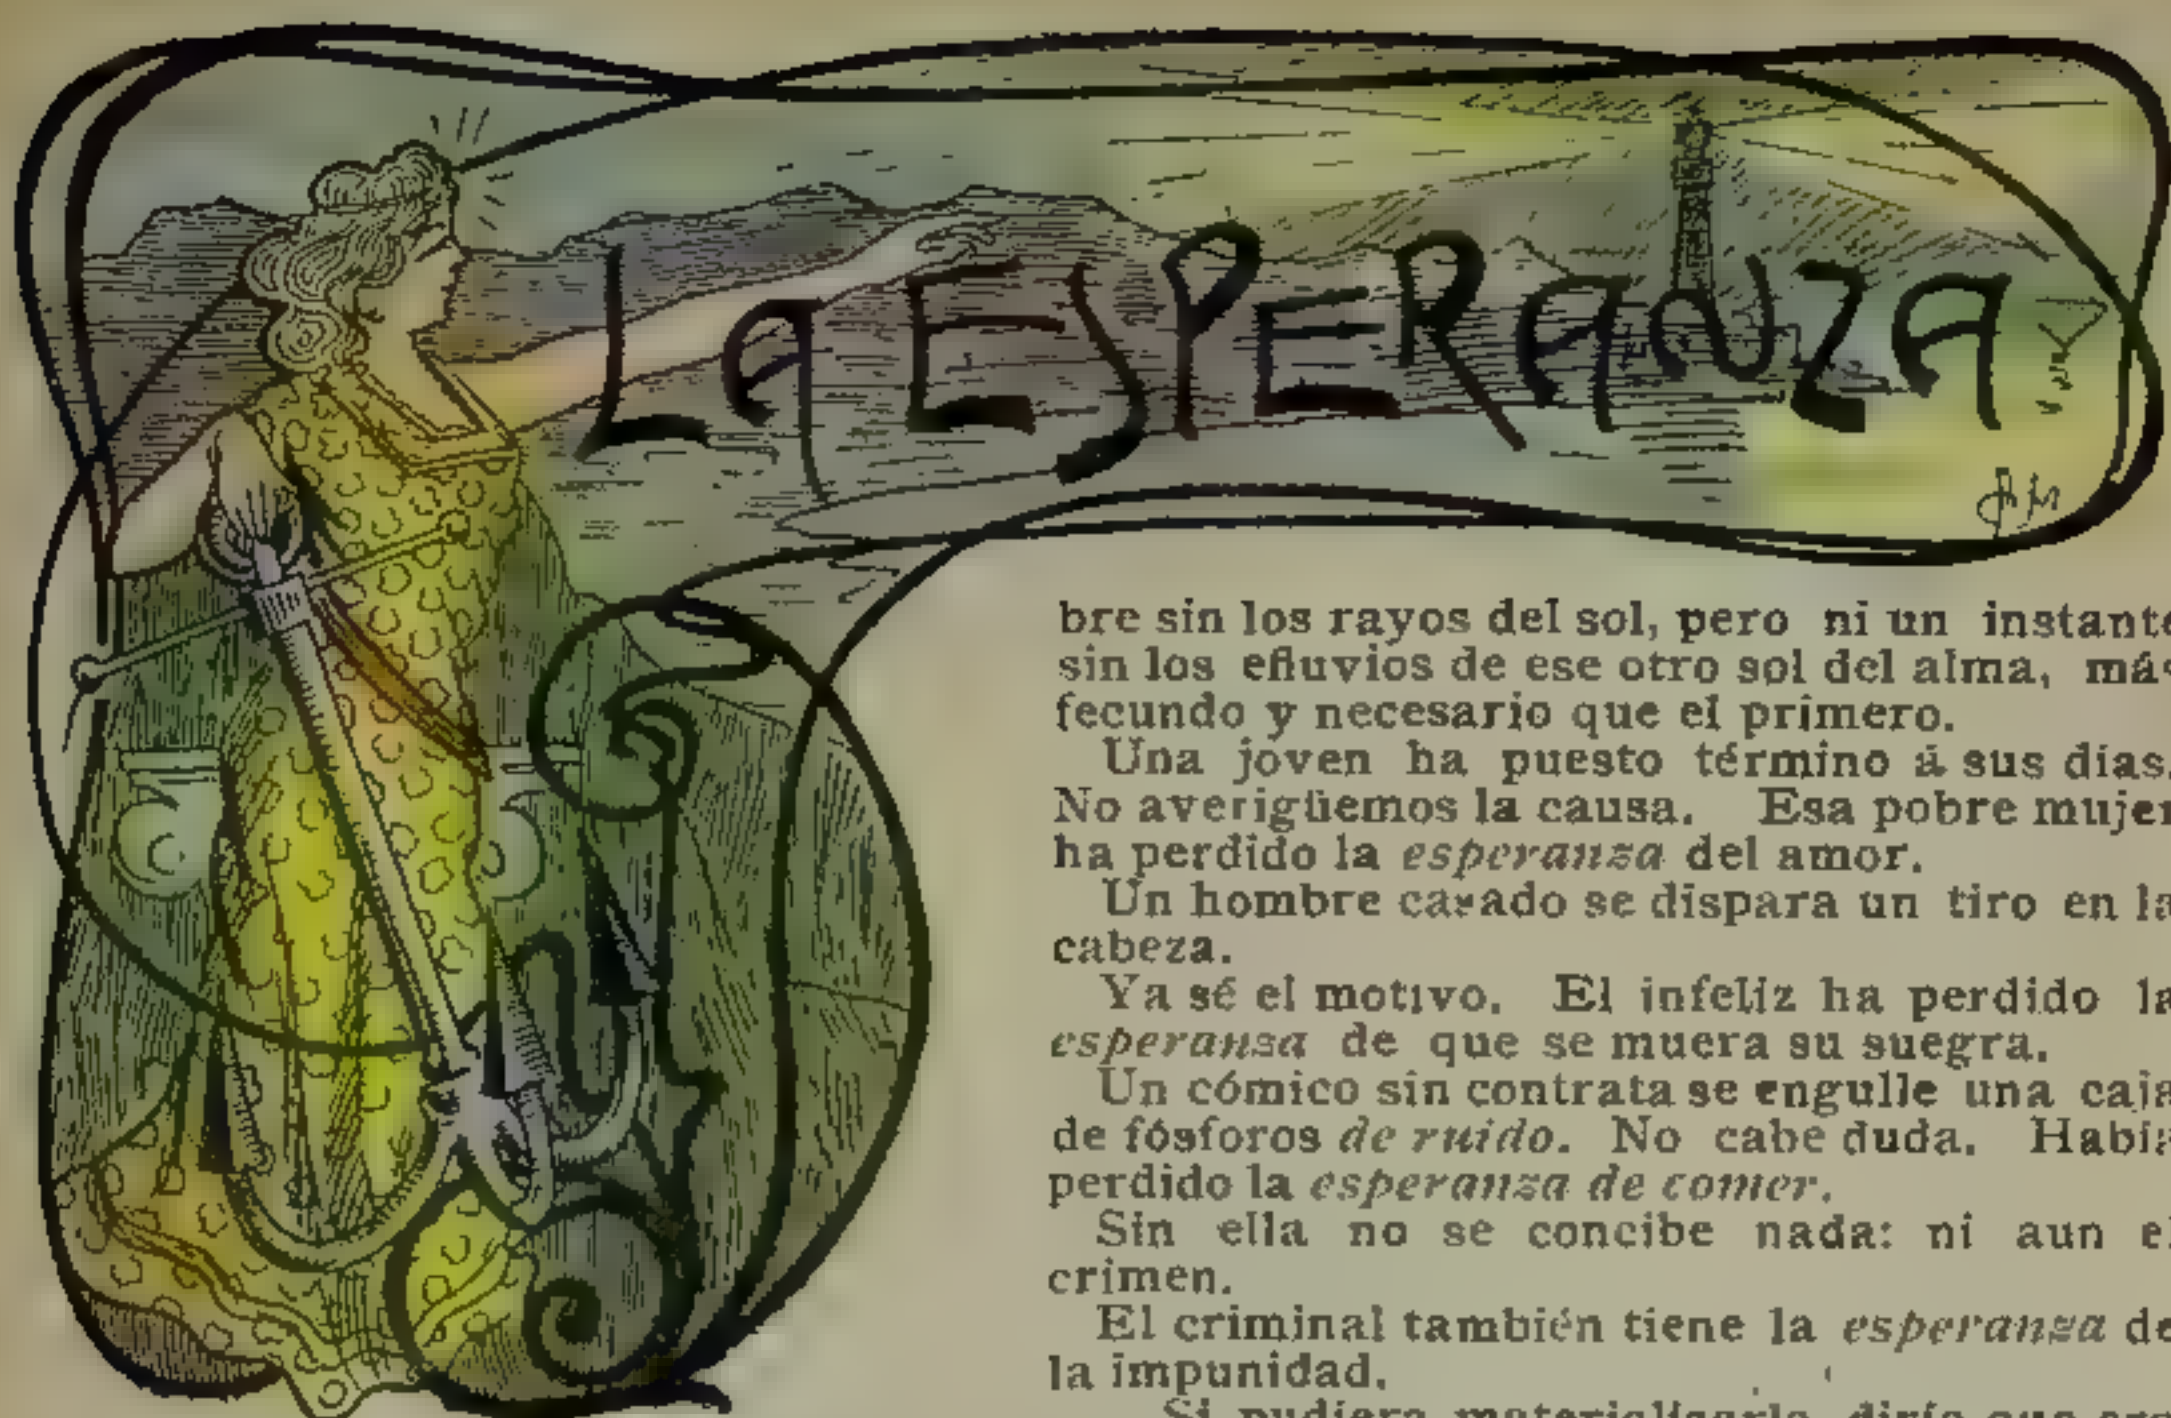 LA ESPERANZA
bre sin los rayos del sol, pero ni un instante
sin los efluvios de ese otro sol del alma, más
fecundo y necesario que el primero.
Una joven ha puesto término á sus días.
No averigüemos la causa. Esa pobre mujer
ha perdido la esperanza del amor.
Un hombre casado se dispara un tiro en la
cabeza.
Ya sé el motivo. El infeliz ha perdido la
esperanza de que se muera su suegra.
Un cómico sin contrata se engulle una caja
de fósforos de ruido. No cabe duda. Había
perdido la esperanza de comer.
Sin ella no se concibe nada: ni aun el
crimen.
El criminal también tiene la esperanza de
la impunidad.
Si pudiera materializarla diría que